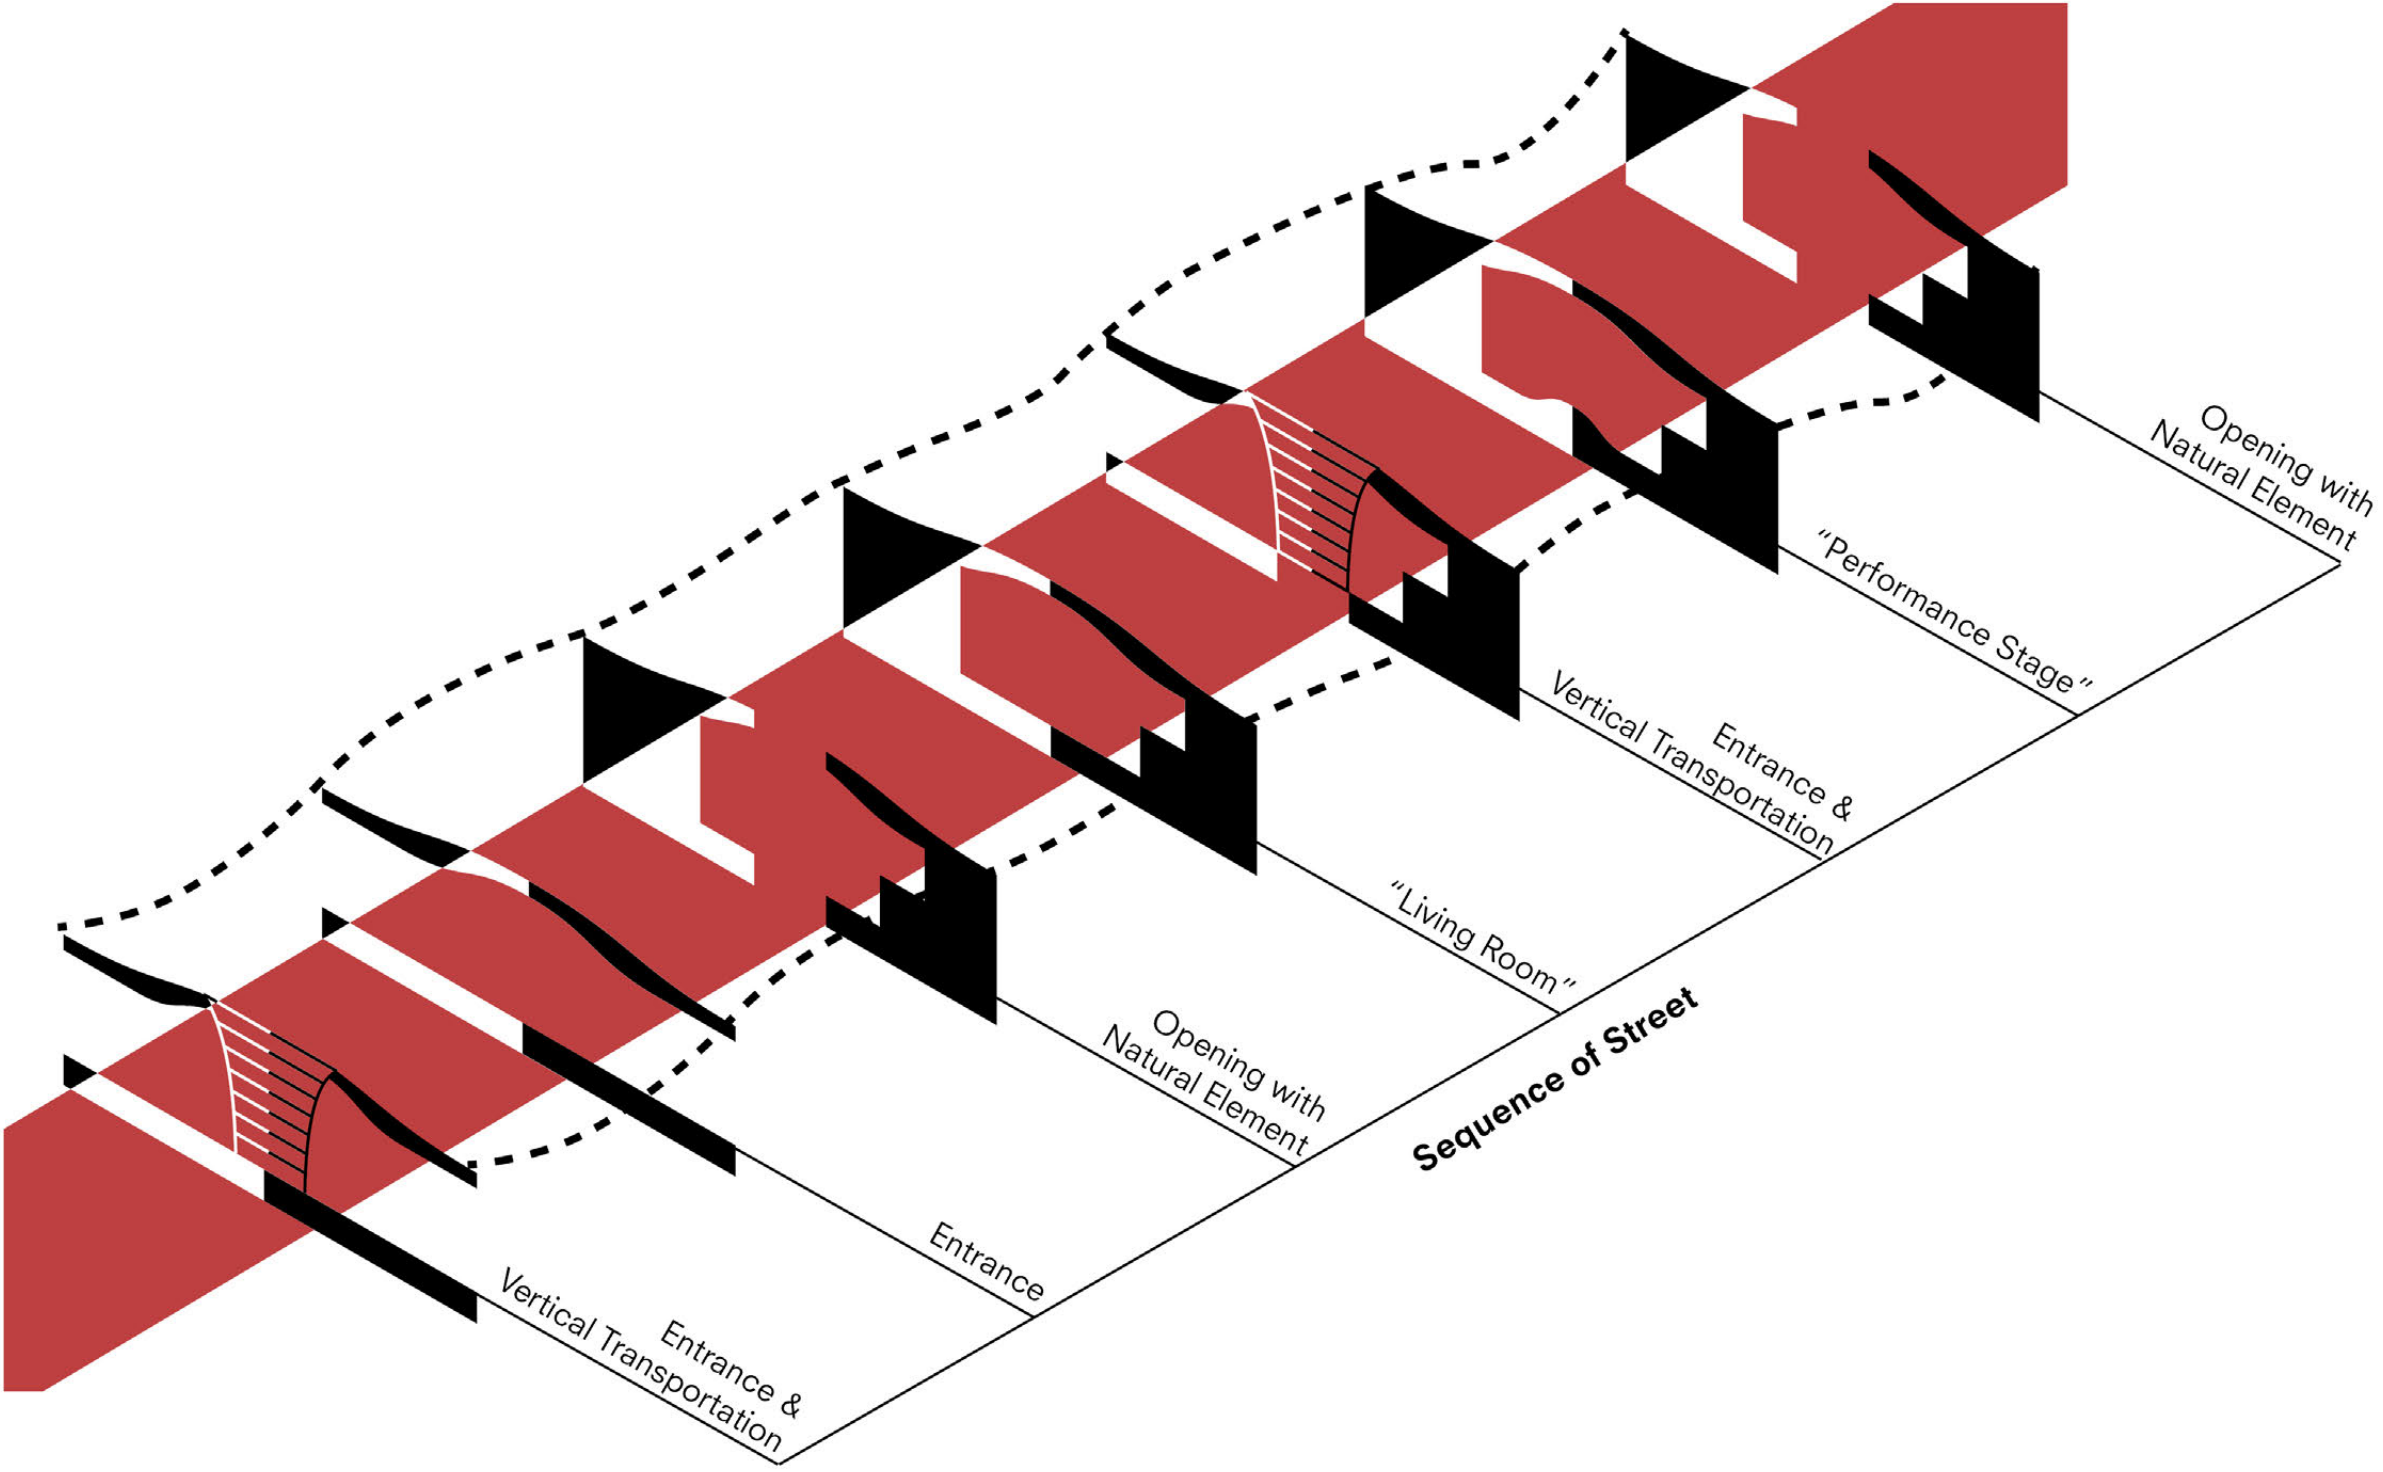 Opening with
Natural Element
“Performance Stage”
Entrance &
Vertical Transportation
“Living Room”
Opening with
Natural Element
Sequence of Street
Entrance
Entrance &
Vertical Transportation